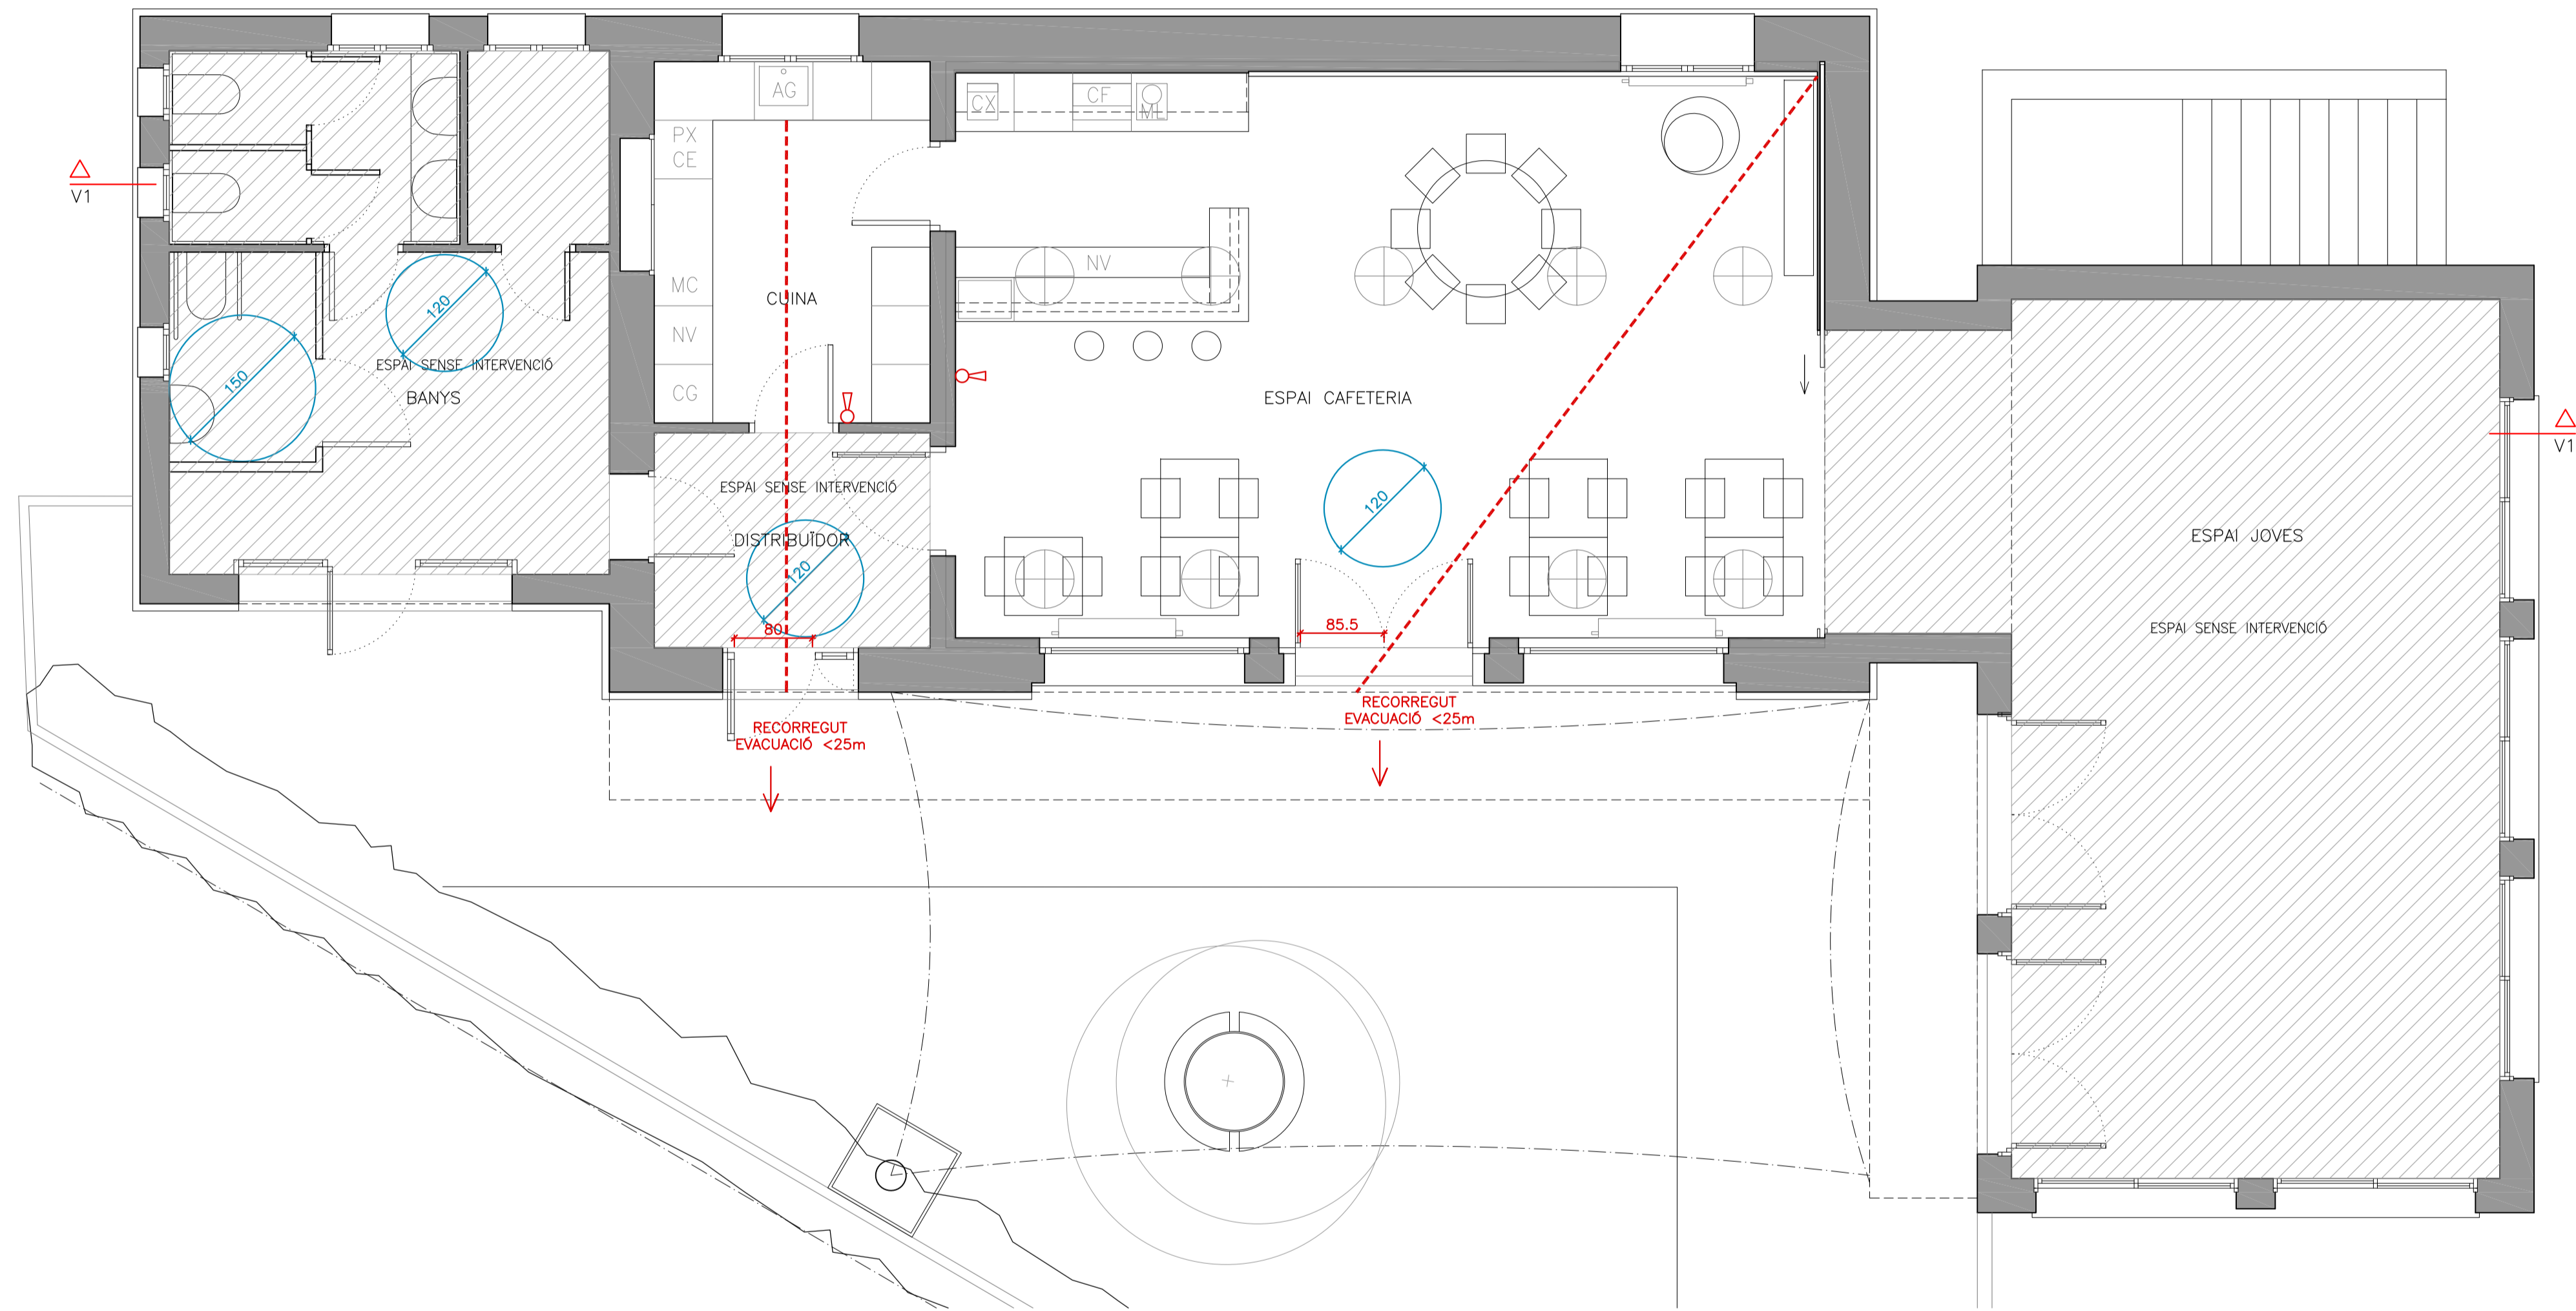 AG
CX
CF
ML
PX
CE
V1
NV
MC
CUINA
120
NV
ESPAI SENSE INTERVENCIÓ
150
BANYS
CG
ESPAI CAFETERIA
V1
ESPAI SENSE INTERVENCIÓ
120
DISTRIBUÏDOR
120
ESPAI JOVES
80
85.5
ESPAI SENSE INTERVENCIÓ
RECORREGUT
EVACUACIÓ <25m
RECORREGUT
EVACUACIÓ <25m